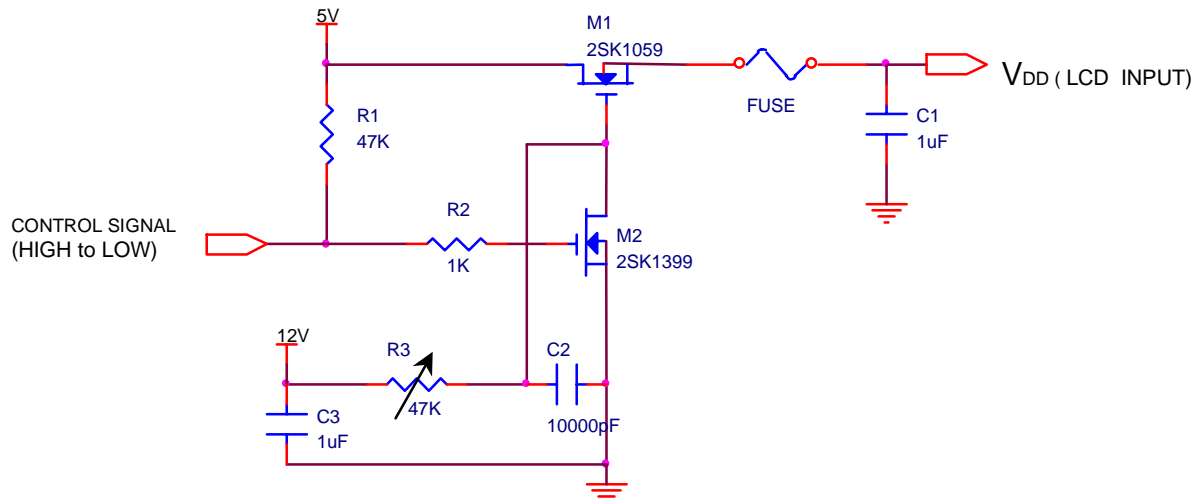 5V
M1
2SK1059
VDD ( LCD INPUT)
FUSE
R1
47K
C1
1uF
CONTROL SIGNAL
(HIGH to LOW)
R2
1K
M2
2SK1399
12V
R3
47K
C2
10000pF
C3
1uF